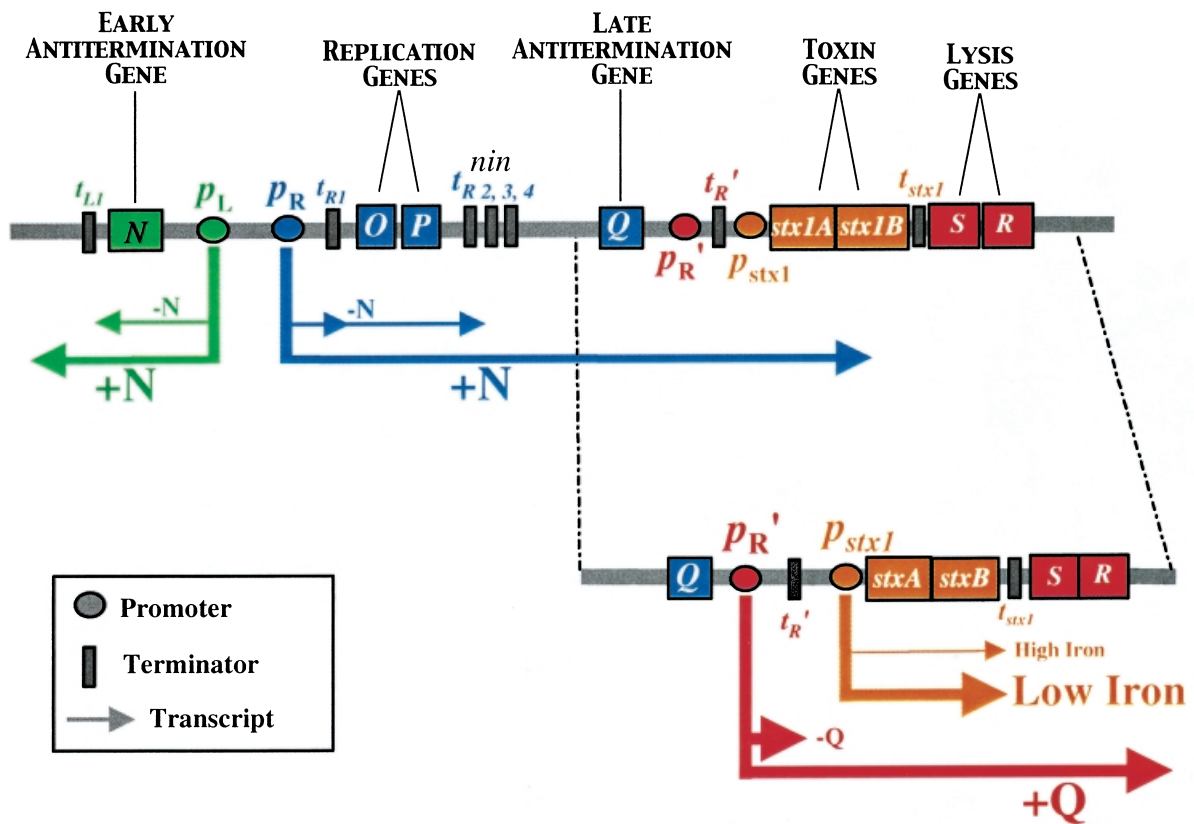 EARLY
ANTITERMINATION
GENE
REPLICATION
GENES
LATE
ANTITERMINATION
GENE
TOXIN
GENES
LYSIS
GENES
tL1
N
pL
pR
tR1
O
P
nin
tR 2, 3, 4
Q
pR'
tR'
pstx1
stx1A
stx1B
tstx1
S
R
-N
+N
-N
+N
Q
pR'
tR'
pstx1
stxA
stxB
tstx1
S
R
High Iron
Low Iron
-Q
+Q
Promoter
Terminator
Transcript